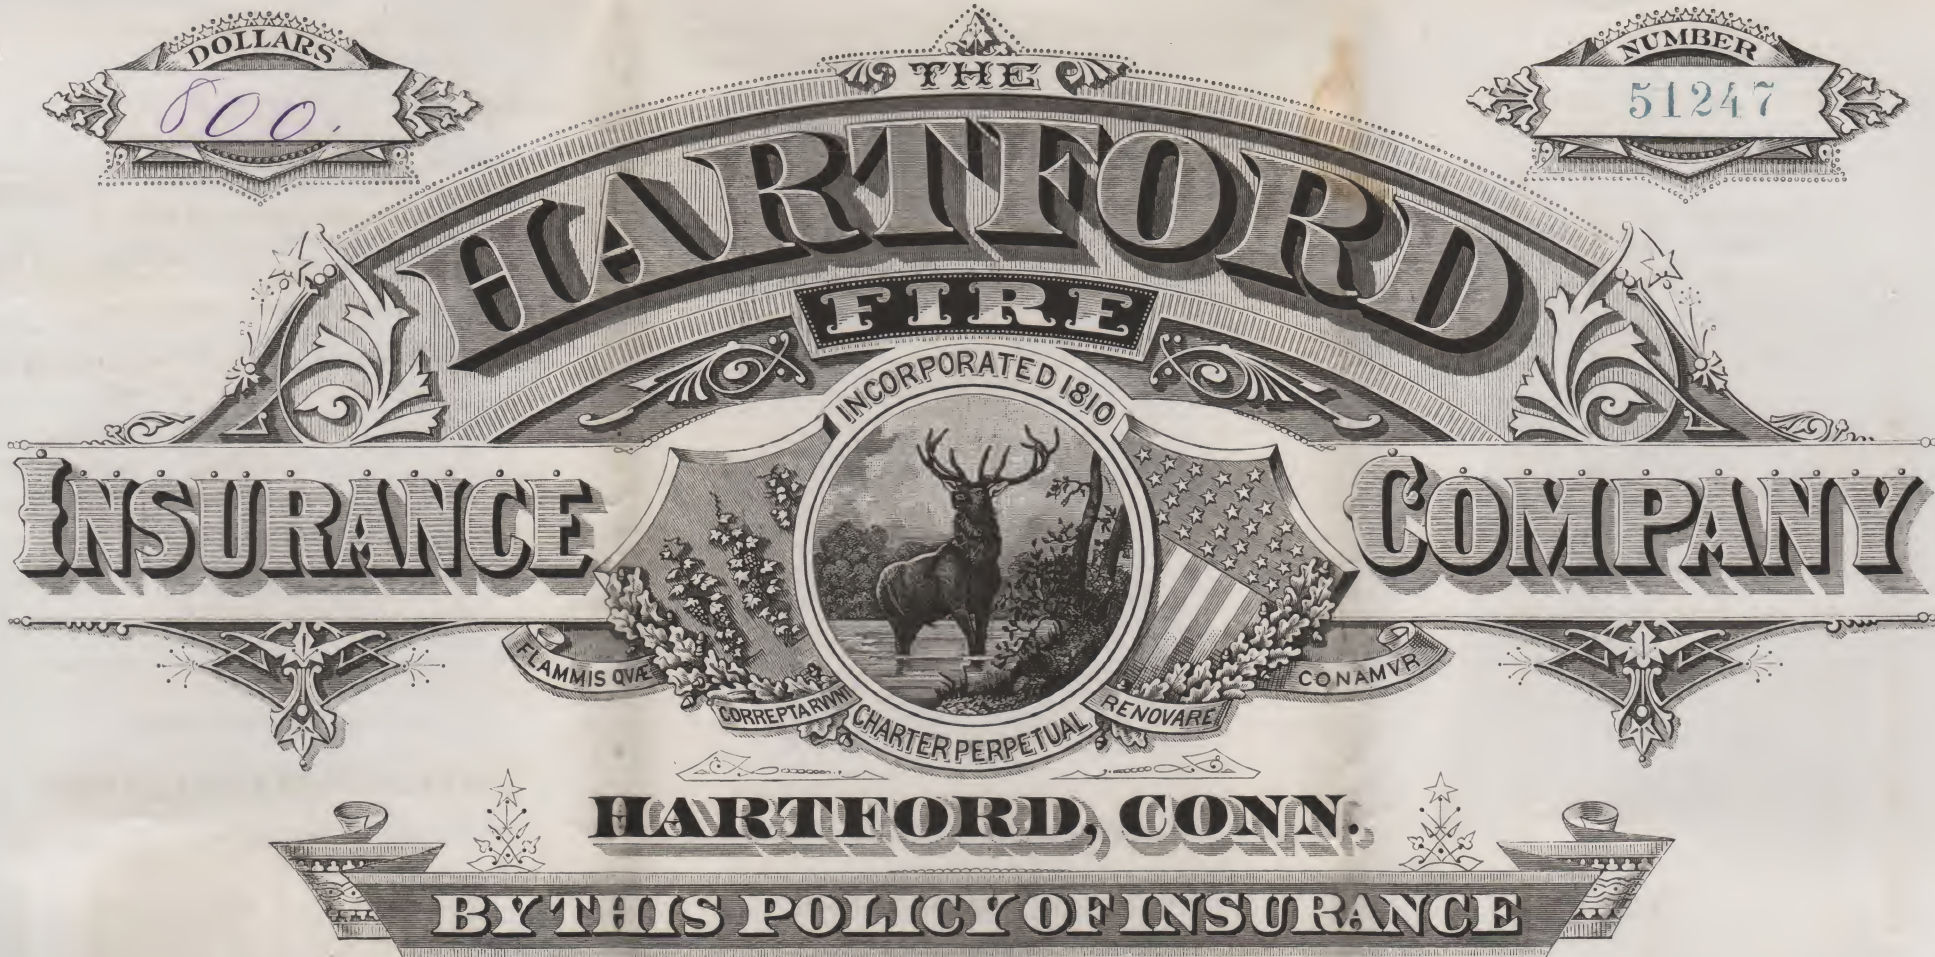 DOLLARS
800.
NUMBER
51247
THE
HARTFORD
FIRE
INCORPORATED 1810
INSURANCE
COMPANY
FLAMMIS QVÆ
CORREPTA RVVNT
RENOVARE
CONAMVR
CHARTER PERPETUAL
HARTFORD, CONN.
BY THIS POLICY OF INSURANCE